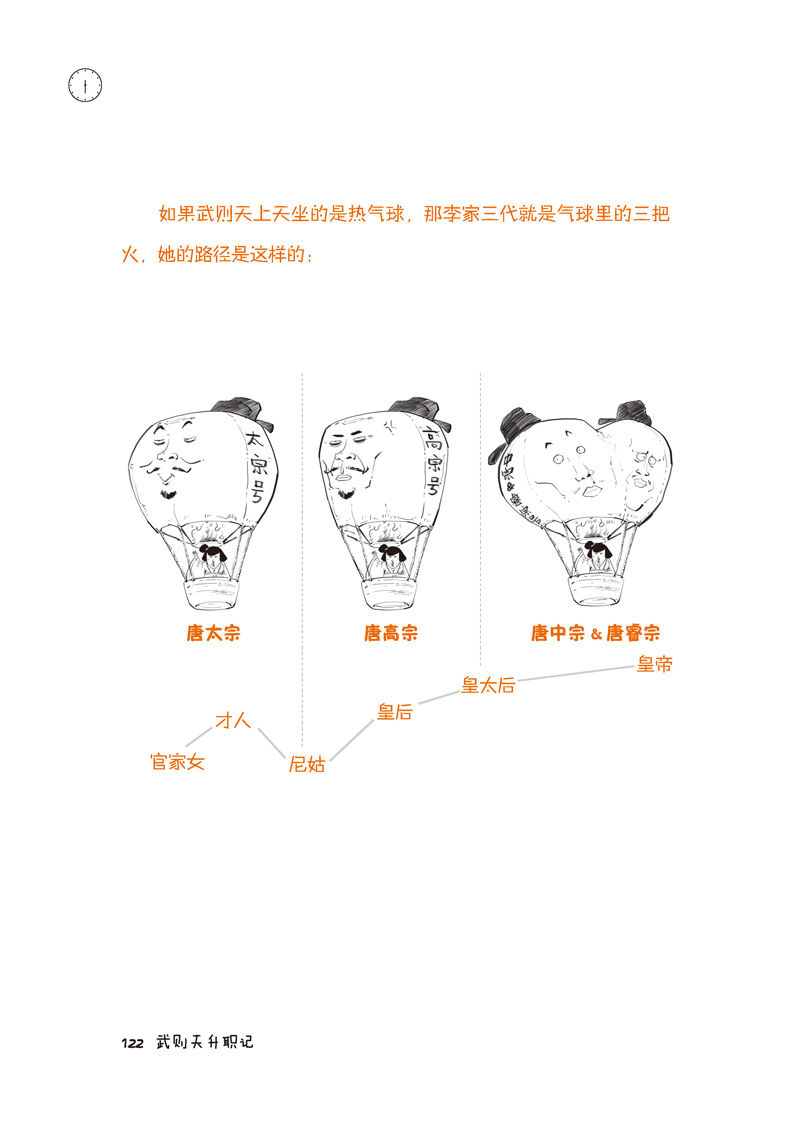 如果武则天上天坐的是热气球，那李家三代就是气球里的三把
火，她的路径是这样的：
太宗号
高宗号
唐太宗
唐高宗
唐中宗 & 唐睿宗
皇帝
皇太后
皇后
才人
官家女
尼姑
122 武则天升职记